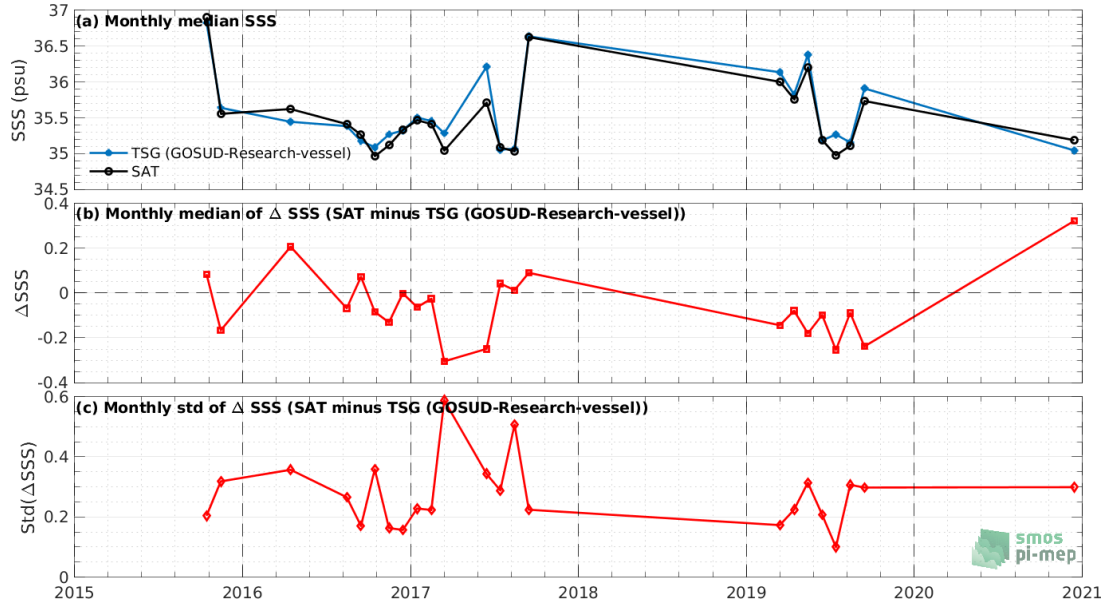 (a) Monthly median SSS
37
36.5
36
35.5
35
34.5
SSS (psu)
TSG (GOSUD-Research-vessel)
SAT
(b) Monthly median of Δ SSS (SAT minus TSG (GOSUD-Research-vessel))
0.4
0.2
0
-0.2
-0.4
ΔSSS
(c) Monthly std of Δ SSS (SAT minus TSG (GOSUD-Research-vessel))
0.6
0.4
0.2
0
Std(ΔSSS)
smos
pi-mep
2015 2016 2017 2018 2019 2020 2021